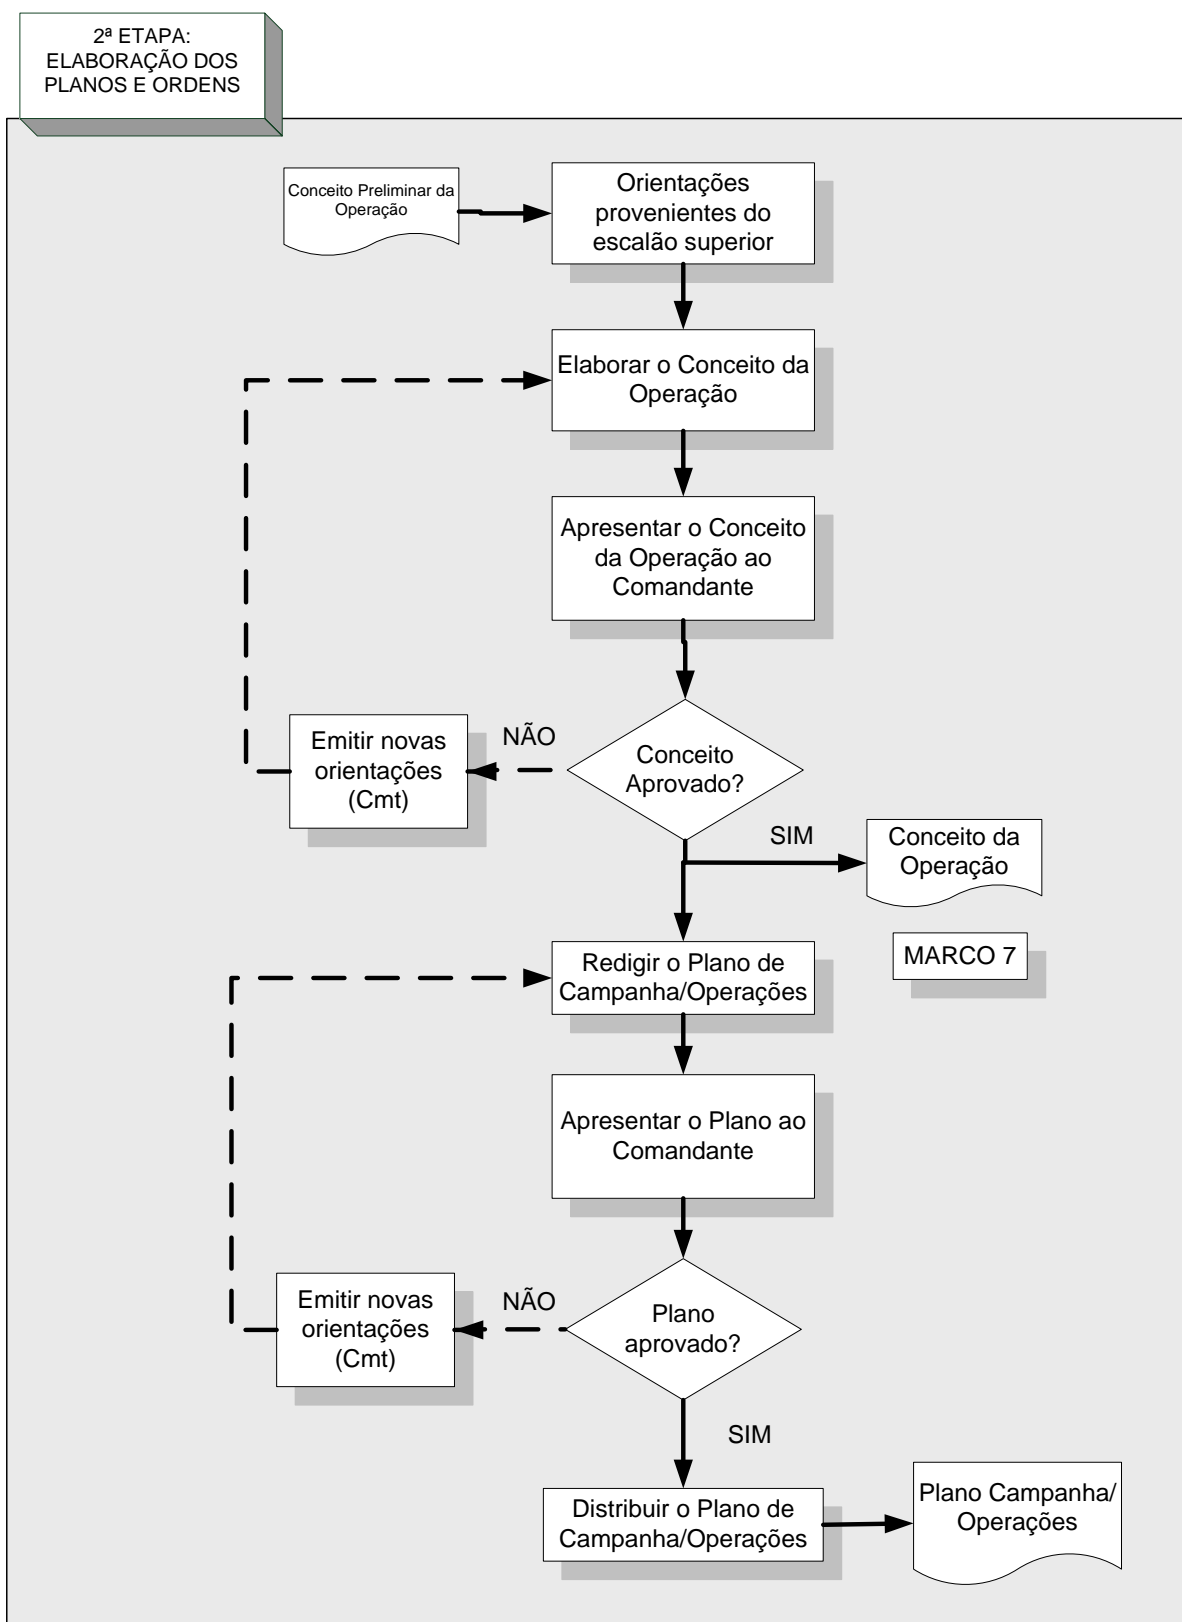 2ª ETAPA:
ELABORAÇÃO DOS
PLANOS E ORDENS
Conceito Preliminar da
Operação
Orientações
provenientes do
escalão superior
Elaborar o Conceito da
Operação
Apresentar o Conceito
da Operação ao
Comandante
Emitir novas
orientações
(Cmt)
NÃO
Conceito
Aprovado?
SIM
Conceito da
Operação
MARCO 7
Redigir o Plano de
Campanha/Operações
Apresentar o Plano ao
Comandante
Emitir novas
orientações
(Cmt)
NÃO
Plano
aprovado?
SIM
Distribuir o Plano de
Campanha/Operações
Plano Campanha/
Operações